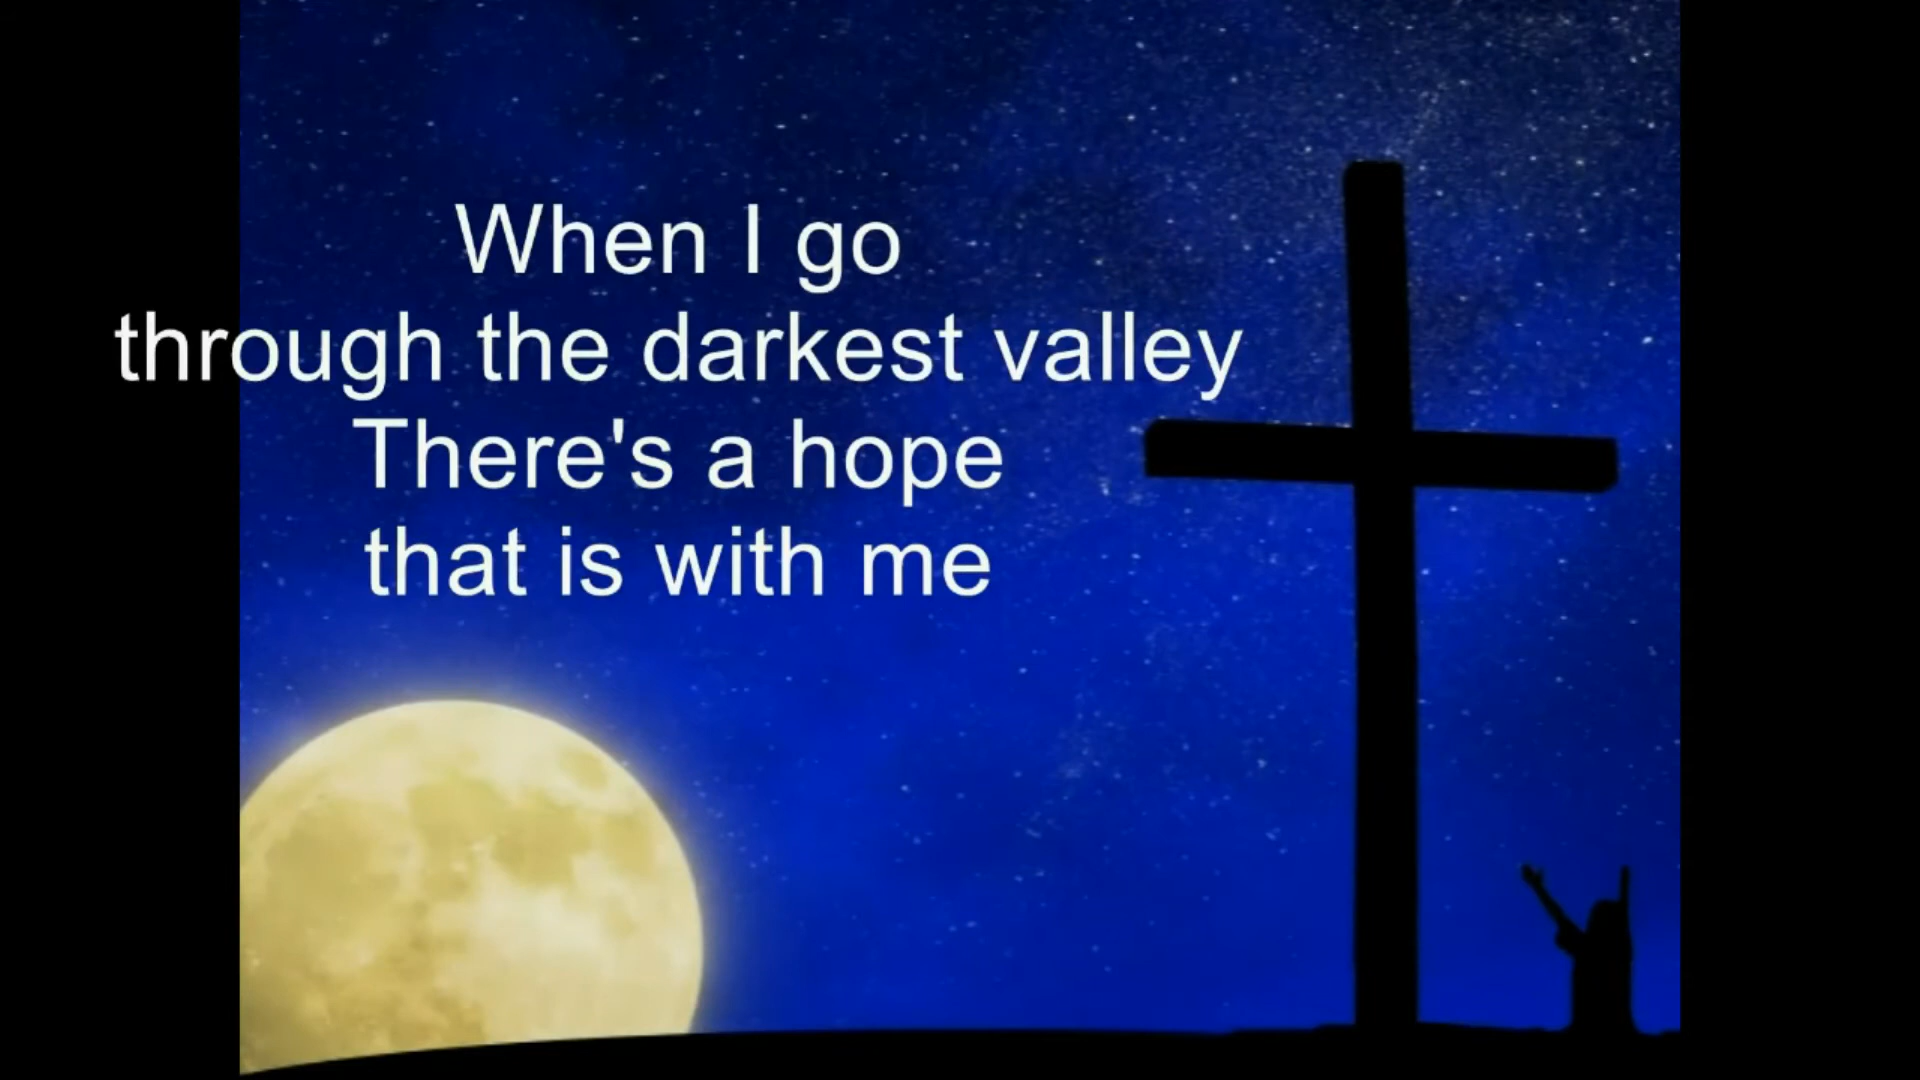 When I go
through the darkest valley
There's a hope
that is with me